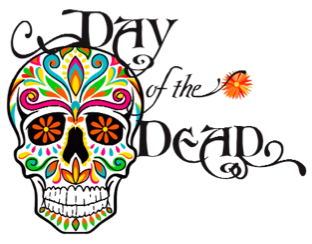 DAY
of the
DEAD